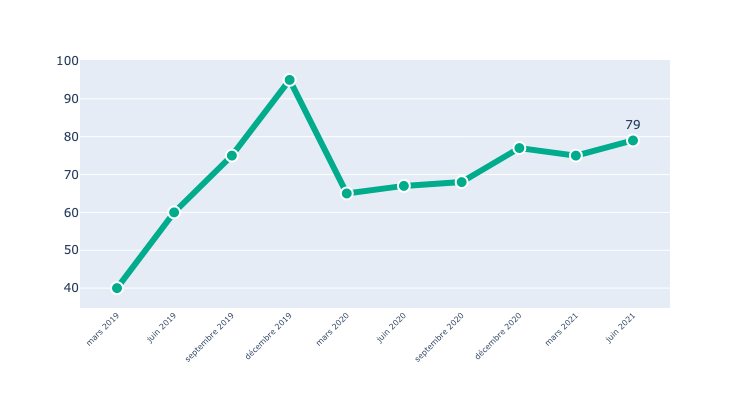 100
90
80
70
60
50
40
79
mars 2019
juin 2019
septembre 2019
décembre 2019
mars 2020
juin 2020
septembre 2020
décembre 2020
mars 2021
juin 2021